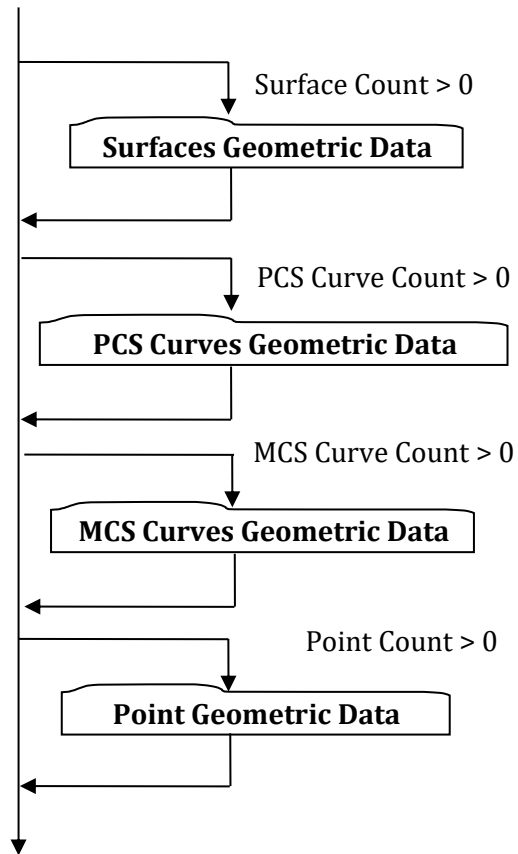 Surface Count > 0
Surfaces Geometric Data
PCS Curve Count > 0
PCS Curves Geometric Data
MCS Curve Count > 0
MCS Curves Geometric Data
Point Count > 0
Point Geometric Data